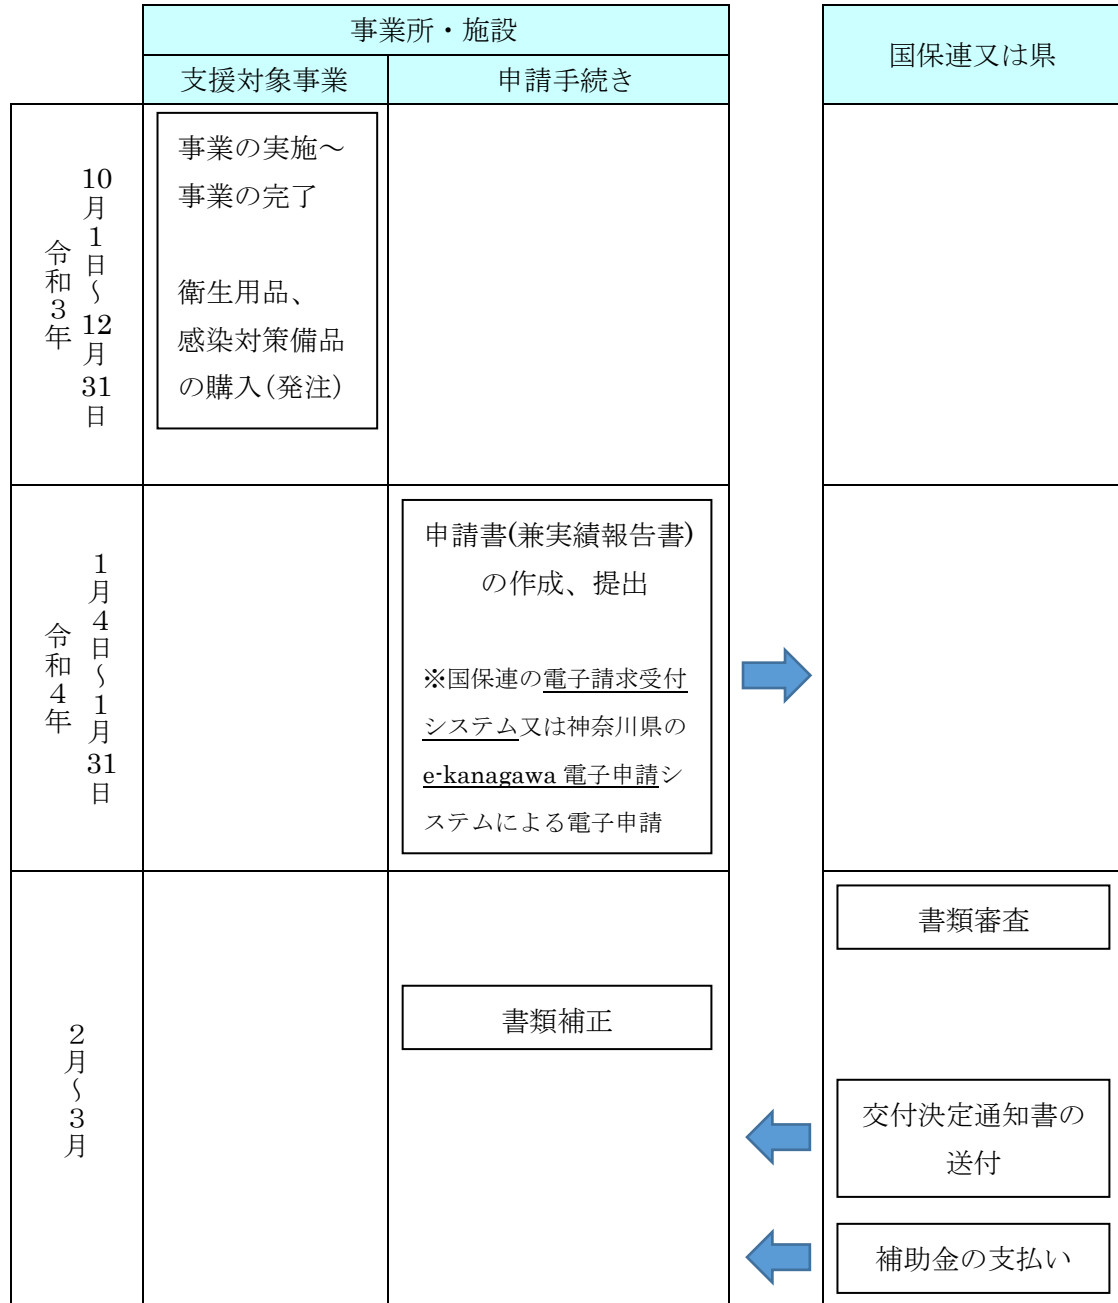 事業所・施設
国保連又は県
支援対象事業
申請手続き
令和３年
10月１日～12月31日
事業の実施～
事業の完了
衛生用品、
感染対策備品
の購入（発注）
令和４年
１月４日～１月31日
申請書(兼実績報告書)
の作成、提出
※国保連の電子請求受付
システム又は神奈川県の
e-kanagawa 電子申請シ
ステムによる電子申請
２月～３月
書類審査
書類補正
交付決定通知書の
送付
補助金の支払い